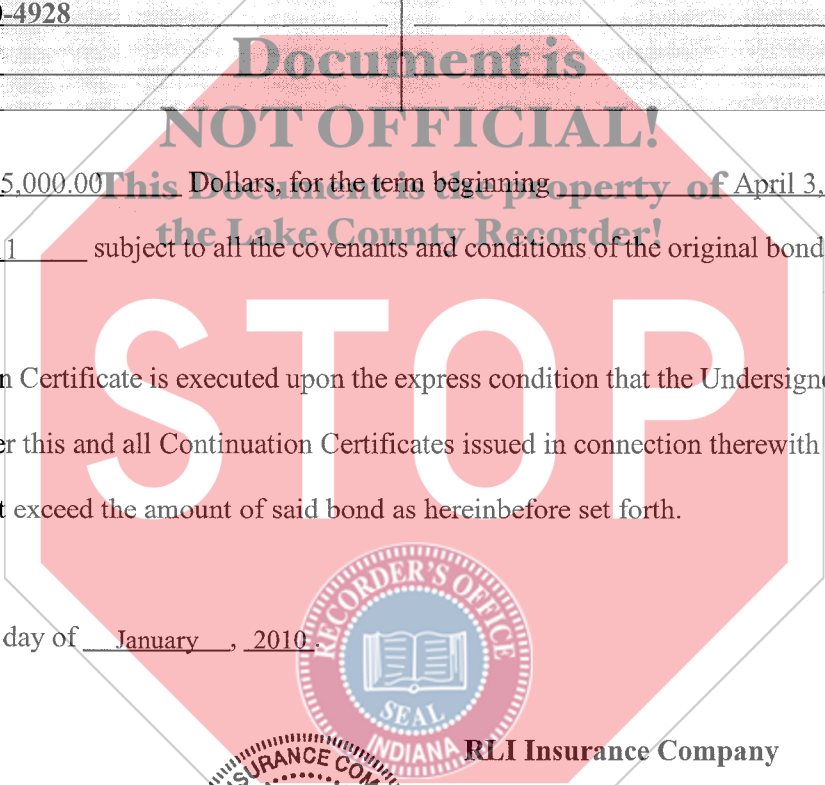 0-4928
Document is
NOT OFFICIAL!
5,000.00 Dollars, for the term beginning April 3,
This Document is the property of
the Lake County Recorder!
1 subject to all the covenants and conditions of the original bond
STOP
n Certificate is executed upon the express condition that the Undersigne
er this and all Continuation Certificates issued in connection therewith
t exceed the amount of said bond as hereinbefore set forth.
RECORDER'S OFFICE
SEAL
INDIANA
day of January, 2010.
RLI Insurance Company
SURANCE COM